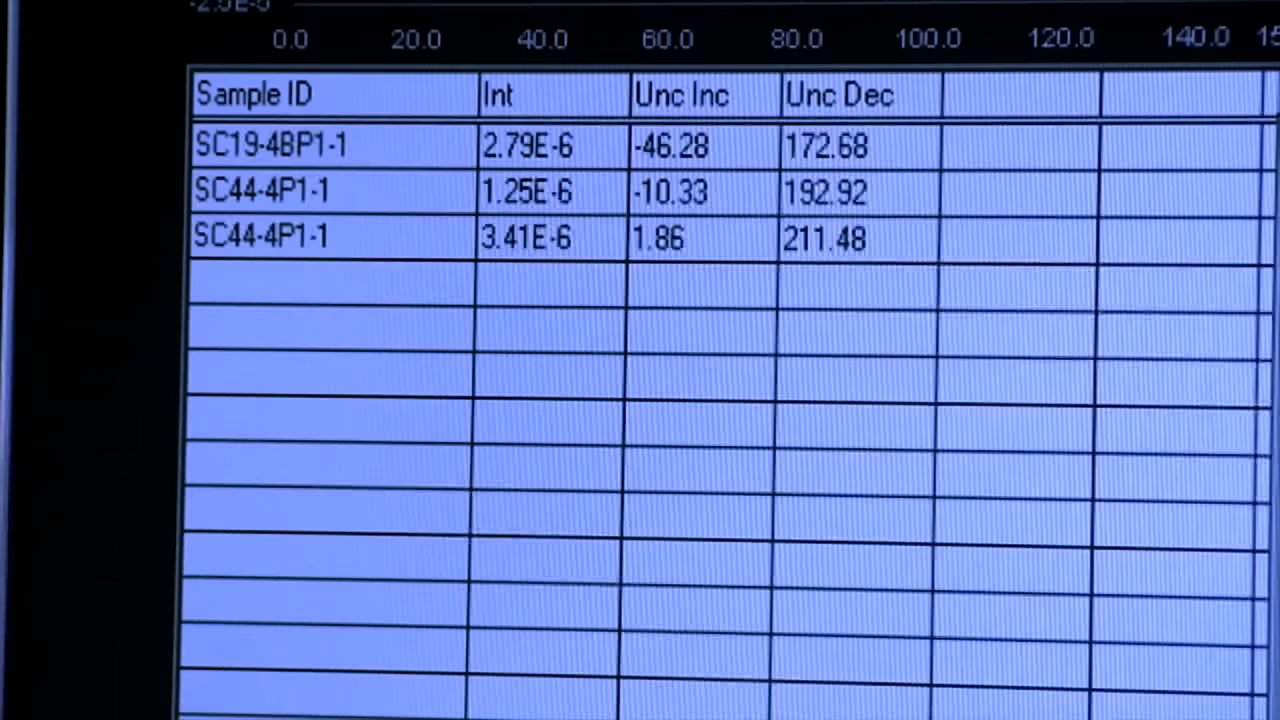 0.0 20.0 40.0 60.0 80.0 100.0 120.0 140.0
Sample ID Int Unc Inc Unc Dec
SC19-4BP1-1 2.79E-6 -46.28 172.68
SC44-4P1-1 1.25E-6 -10.33 192.92
SC44-4P1-1 3.41E-6 1.86 211.48